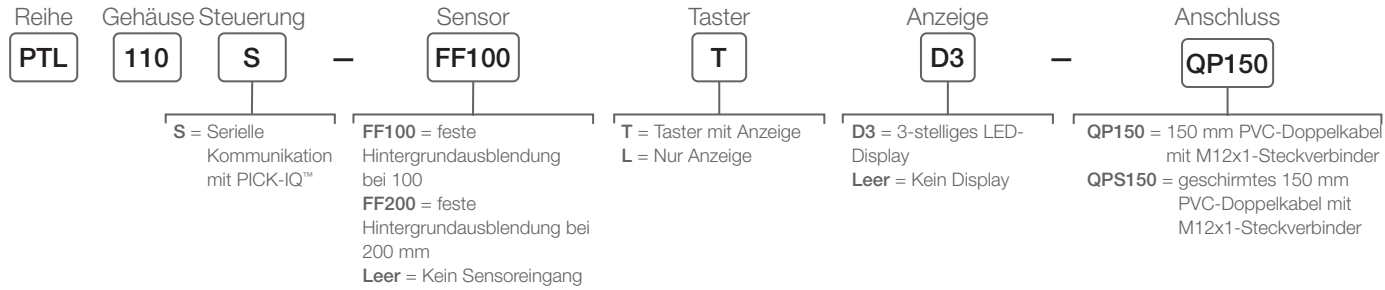 Reihe Gehäuse Steuerung Sensor Taster Anzeige Anschluss
PTL 110 S – FF100 T D3 – QP150
S = Serielle
Kommunikation
mit PICK-IQ™
FF100 = feste
Hintergrundausblendung
bei 100
FF200 = feste
Hintergrundausblendung bei
200 mm
Leer = Kein Sensoreingang
T = Taster mit Anzeige
L = Nur Anzeige
D3 = 3-stelliges LED-
Display
Leer = Kein Display
QP150 = 150 mm PVC-Doppelkabel
mit M12x1-Steckverbinder
QPS150 = geschirmtes 150 mm
PVC-Doppelkabel mit
M12x1-Steckverbinder